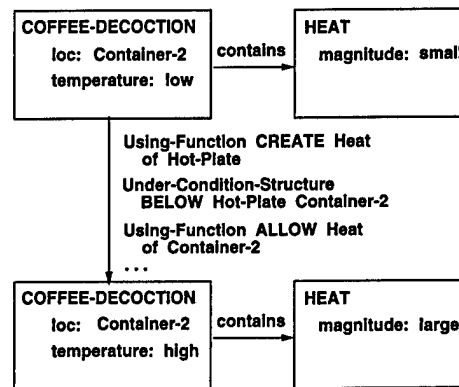 COFFEE-DECOCTION
loc: Container-2
temperature: low
contains
HEAT
magnitude: small
Using-Function CREATE Heat
of Hot-Plate
Under-Condition-Structure
BELOW Hot-Plate Container-2
Using-Function ALLOW Heat
of Container-2
...
COFFEE-DECOCTION
loc: Container-2
temperature: high
contains
HEAT
magnitude: large